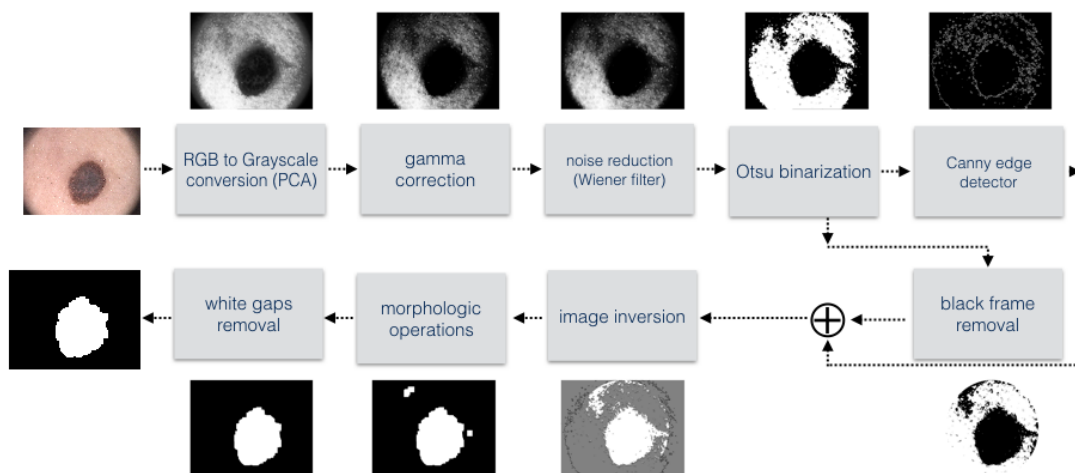 RGB to Grayscale
conversion (PCA)
gamma
correction
noise reduction
(Wiener filter)
Otsu binarization
Canny edge
detector
white gaps
removal
morphologic
operations
image inversion
black frame
removal